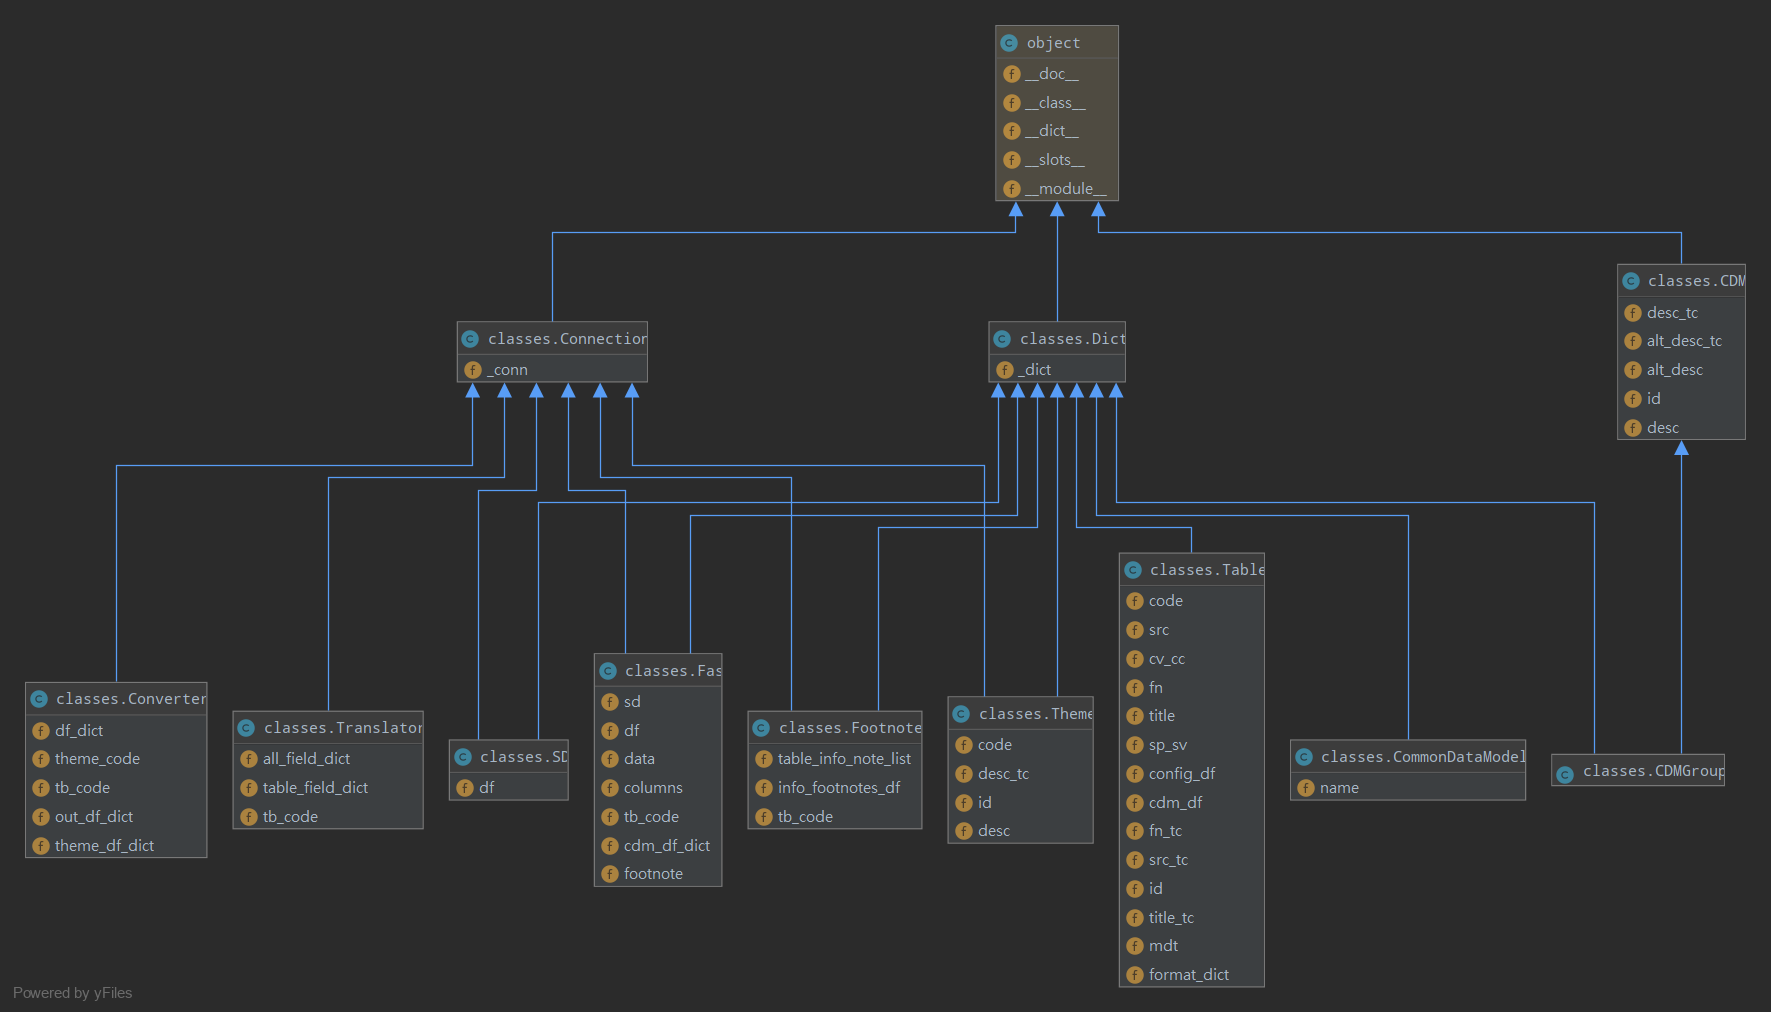 object
__doc__
__class__
__dict__
__slots__
__module__
classes.CDM
desc_tc
alt_desc_tc
alt_desc
id
desc
classes.Connection
_conn
classes.Dict
_dict
classes.Converter
df_dict
theme_code
tb_code
out_df_dict
theme_df_dict
classes.Translator
all_field_dict
table_field_dict
tb_code
classes.SD
df
classes.Fas
sd
df
data
columns
tb_code
cdm_df_dict
footnote
classes.Footnote
table_info_note_list
info_footnotes_df
tb_code
classes.Theme
code
desc_tc
id
desc
classes.Table
code
src
cv_cc
fn
title
sp_sv
config_df
cdm_df
fn_tc
src_tc
id
title_tc
mdt
format_dict
classes.CommonDataModel
name
classes.CDMGroup
Powered by yFiles